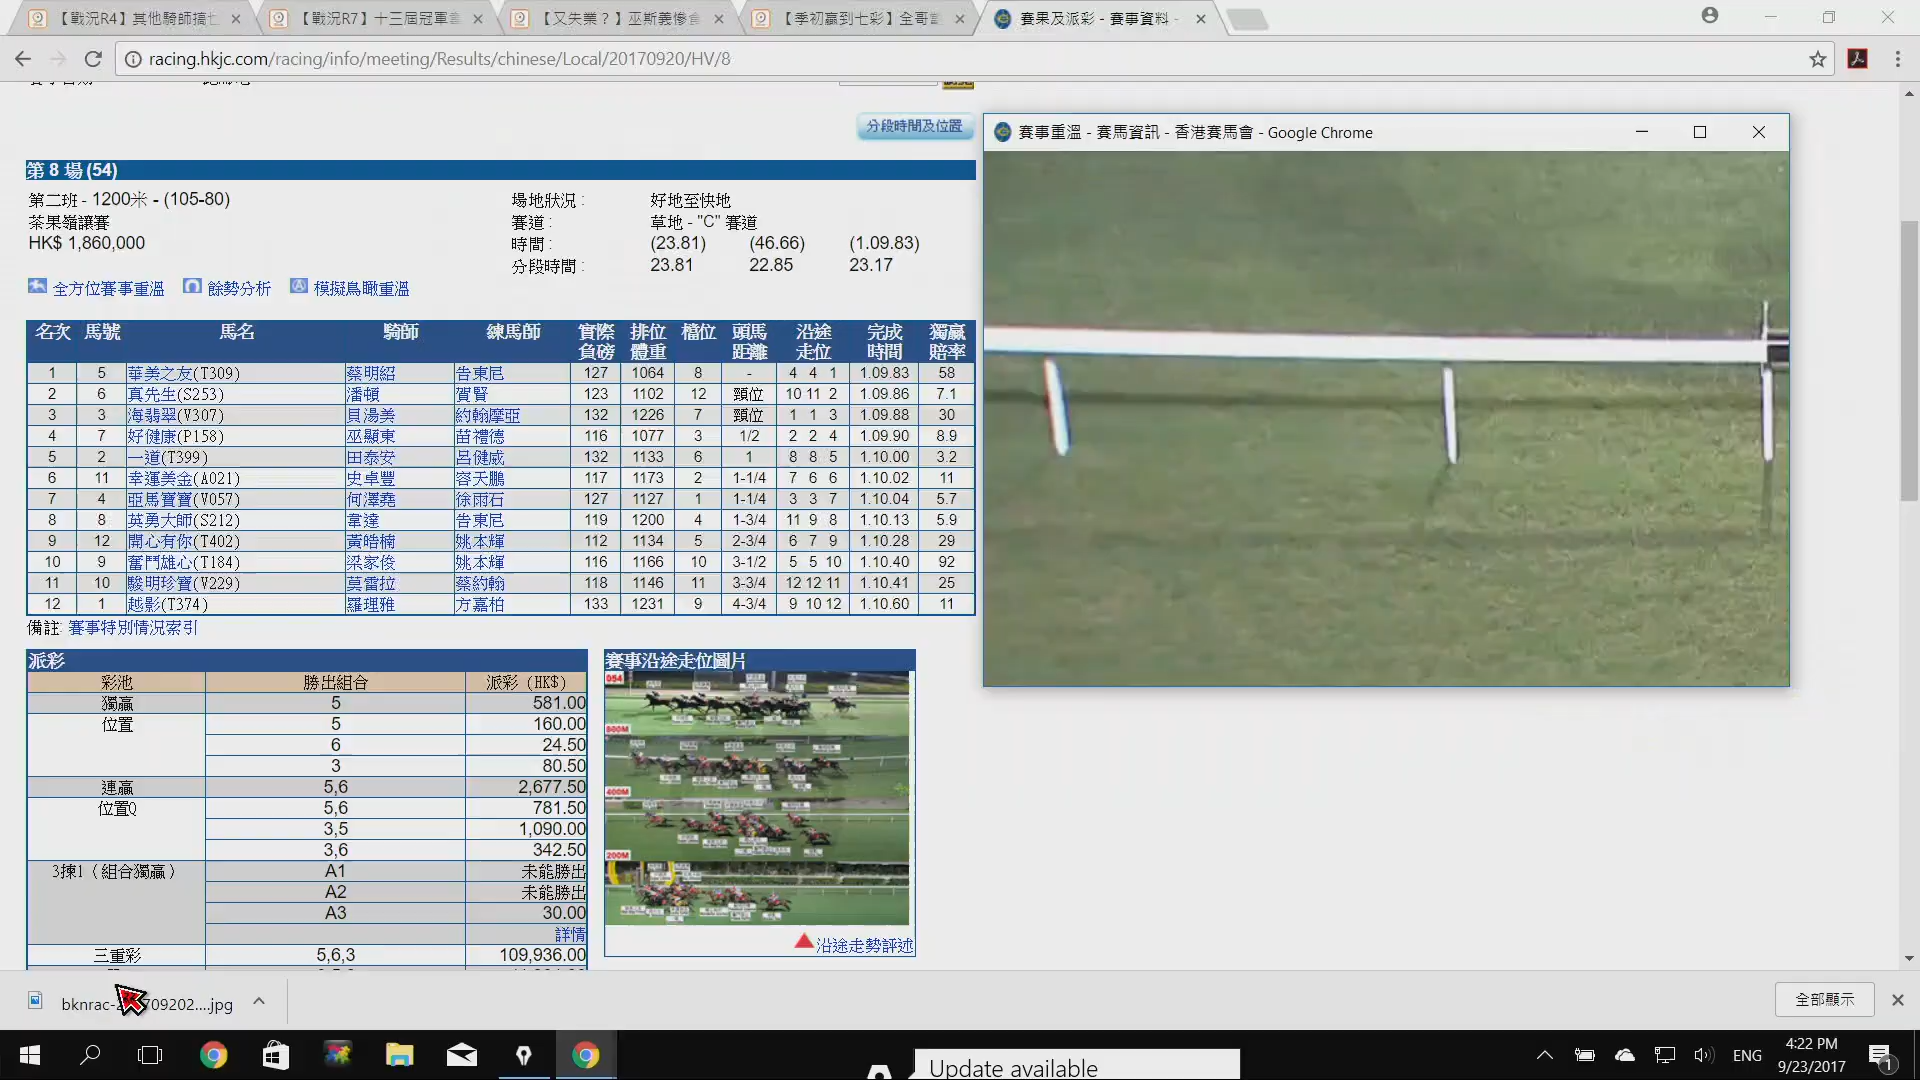 【戰況R4】其他騎師搞七
【戰況R7】十三屆冠軍
【又失業？】巫斯義慘
【季初贏到七彩】全哥
賽果及派彩 - 賽事資料 -
racing.hkjc.com/racing/info/meeting/Results/chinese/Local/20170920/HV/8
分段時間及位置
第 8 場 (54)
第二班 - 1200米 - (105-80) 場地狀況 : 好地至快地
茶果嶺讓賽 賽道 : 草地 - "C" 賽道
HK$ 1,860,000 時間 : (23.81) (46.66) (1.09.83)
分段時間 : 23.81 22.85 23.17
全方位賽事重溫 餘勢分析 模擬鳥瞰重溫
名次 馬號 馬名 騎師 練馬師 實際負磅 排位體重 檔位 頭馬距離 沿途走位 完成時間 獨贏賠率
1 5 華美之友(T309) 蔡明紹 告東尼 127 1064 8 - 4 4 1 1.09.83 58
2 6 真先生(S253) 潘頓 賀賢 123 1102 12 頸位 10 11 2 1.09.86 7.1
3 3 海翡翠(V307) 貝湯美 約翰摩亞 132 1226 7 頸位 1 1 3 1.09.88 30
4 7 好健康(P158) 巫顯東 苗禮德 116 1077 3 1/2 2 2 4 1.09.90 8.9
5 2 一道(T399) 田泰安 呂健威 132 1133 6 1 8 8 5 1.10.00 3.2
6 11 幸運美金(A021) 史卓豐 容天鵬 117 1173 2 1-1/4 7 6 6 1.10.02 11
7 4 亞馬寶寶(V057) 何澤堯 徐雨石 127 1127 1 1-1/4 3 3 7 1.10.04 5.7
8 8 英勇大師(S212) 韋達 告東尼 119 1200 4 1-3/4 11 9 8 1.10.13 5.9
9 12 開心有你(T402) 黃皓楠 姚本輝 112 1134 5 2-3/4 6 7 9 1.10.28 29
10 9 奮鬥雄心(T184) 梁家俊 姚本輝 116 1166 10 3-1/2 5 5 10 1.10.40 92
11 10 駿明珍寶(V229) 莫雷拉 蔡約翰 118 1146 11 3-3/4 12 12 11 1.10.41 25
12 1 越影(T374) 羅理雅 方嘉柏 133 1231 9 4-3/4 9 10 12 1.10.60 11
備註: 賽事特別情況索引
派彩
彩池 勝出組合 派彩 (HK$)
獨贏 5 581.00
位置 5 160.00
6 24.50
3 80.50
連贏 5,6 2,677.50
位置Q 5,6 781.50
3,5 1,090.00
3,6 342.50
3揀1（組合獨贏） A1 未能勝出
A2 未能勝出
A3 30.00
詳情
三重彩 5,6,3 109,936.00
賽事沿途走位圖片
054
800M
400M
200M
沿途走勢評述
賽事重溫 - 賽馬資訊 - 香港賽馬會 - Google Chrome
bknrac-2 709202....jpg
全部顯示
Update available
ENG
4:22 PM
9/23/2017
1